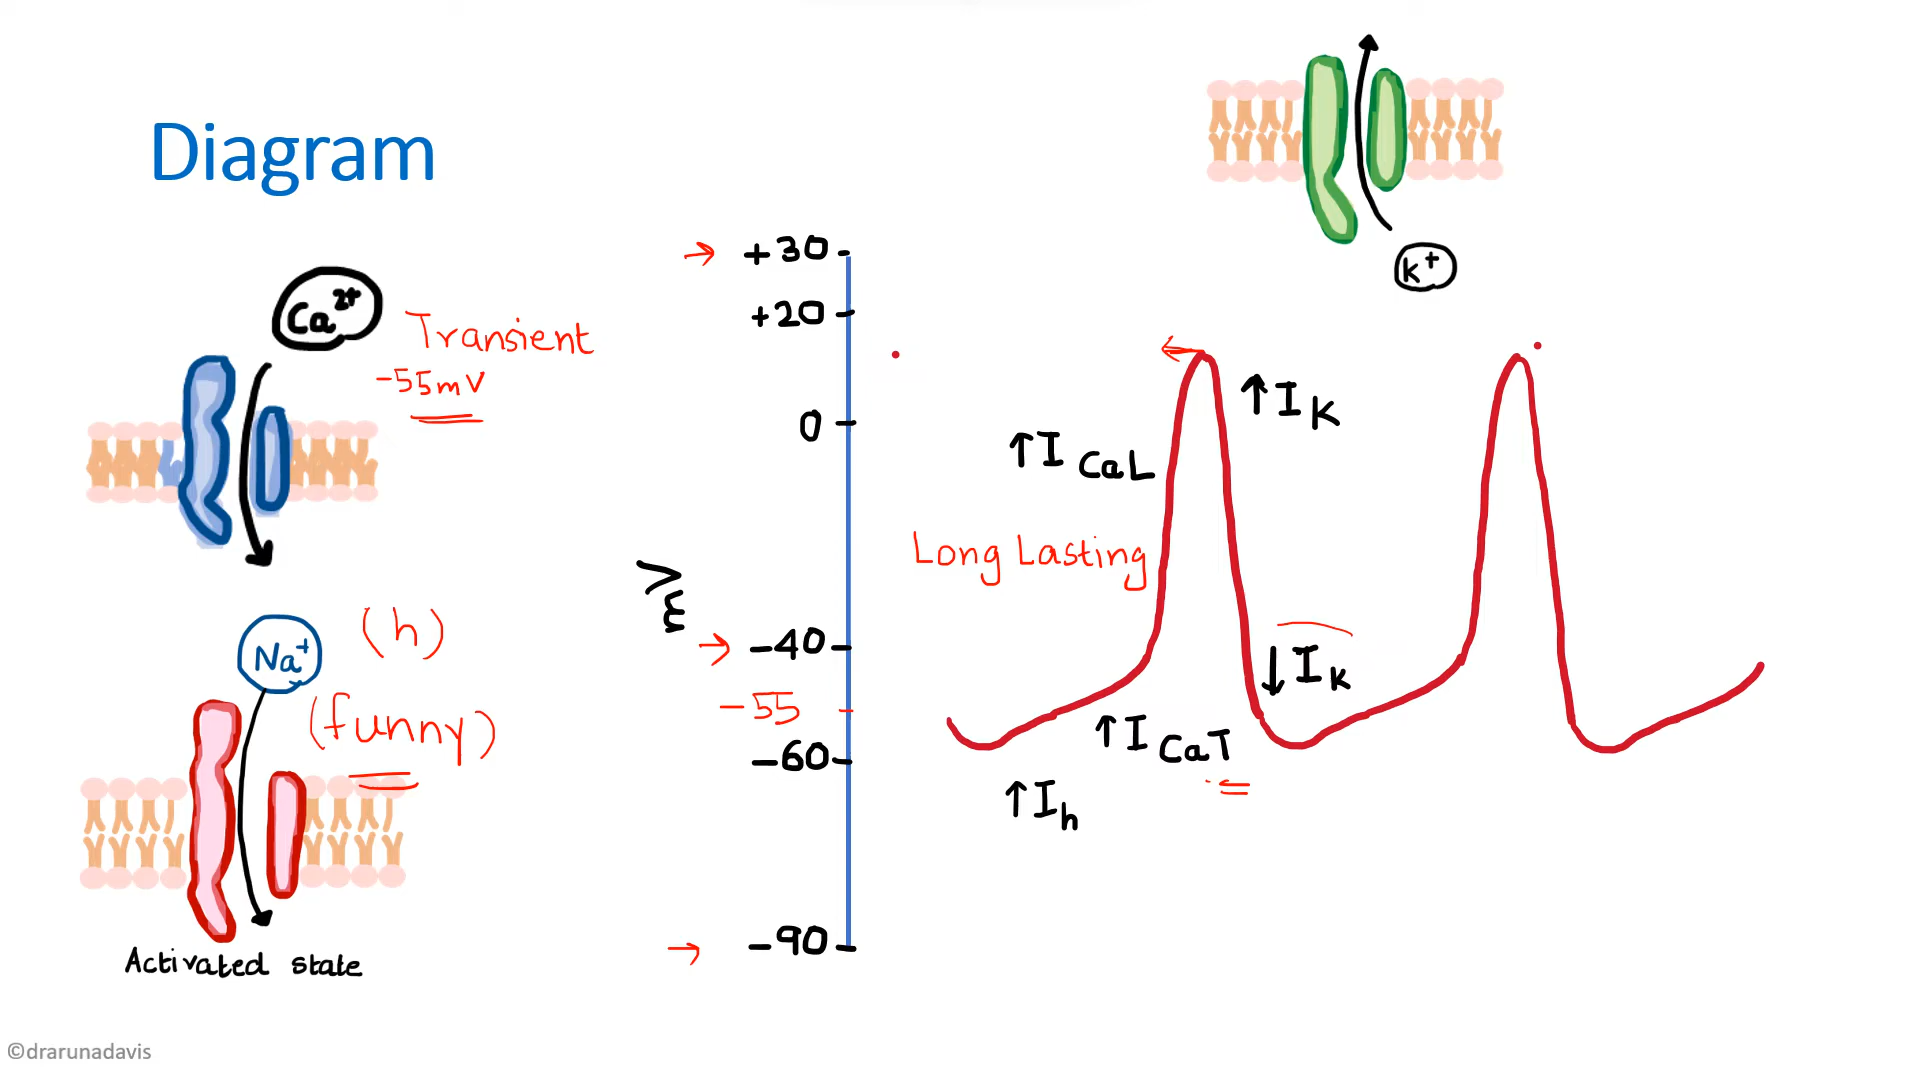 Diagram
Ca2+
Transient
-55mV
Na+
(h)
(funny)
Activated state
mV
+30
+20
0
-40
-55
-60
-90
K+
↑IK
↑ICaL
Long Lasting
↓IK
↑ICaT
↑Ih
©drarunadavis